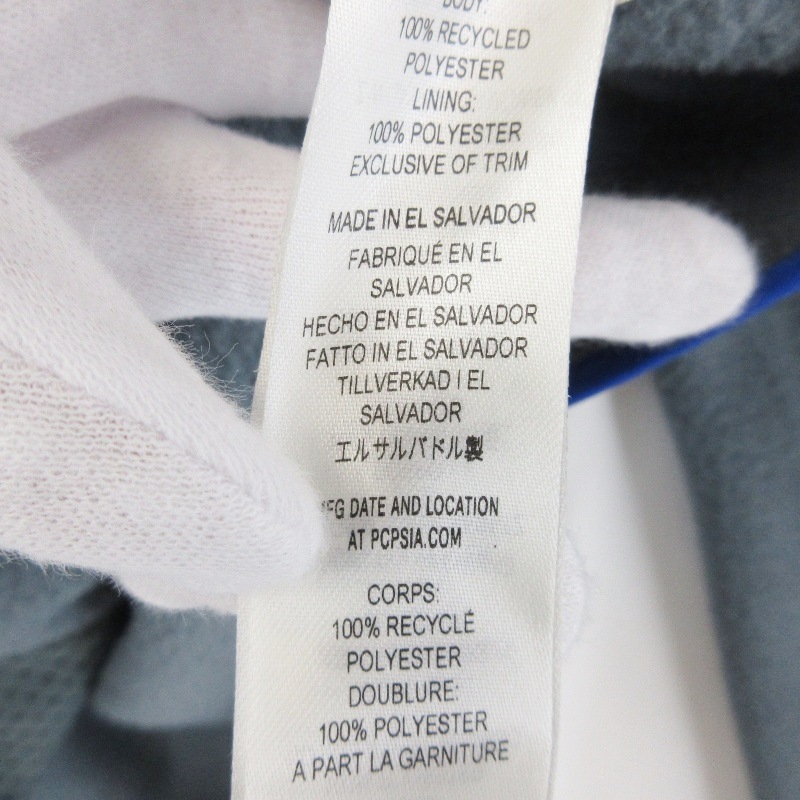 BODY:
100% RECYCLED
POLYESTER
LINING:
100% POLYESTER
EXCLUSIVE OF TRIM
MADE IN EL SALVADOR
FABRIQUÉ EN EL
SALVADOR
HECHO EN EL SALVADOR
FATTO IN EL SALVADOR
TILLVERKAD I EL
SALVADOR
エルサルバドル製
FG DATE AND LOCATION
AT PCPSIA.COM
CORPS:
100% RECYCLÉ
POLYESTER
DOUBLURE:
100% POLYESTER
A PART LA GARNITURE